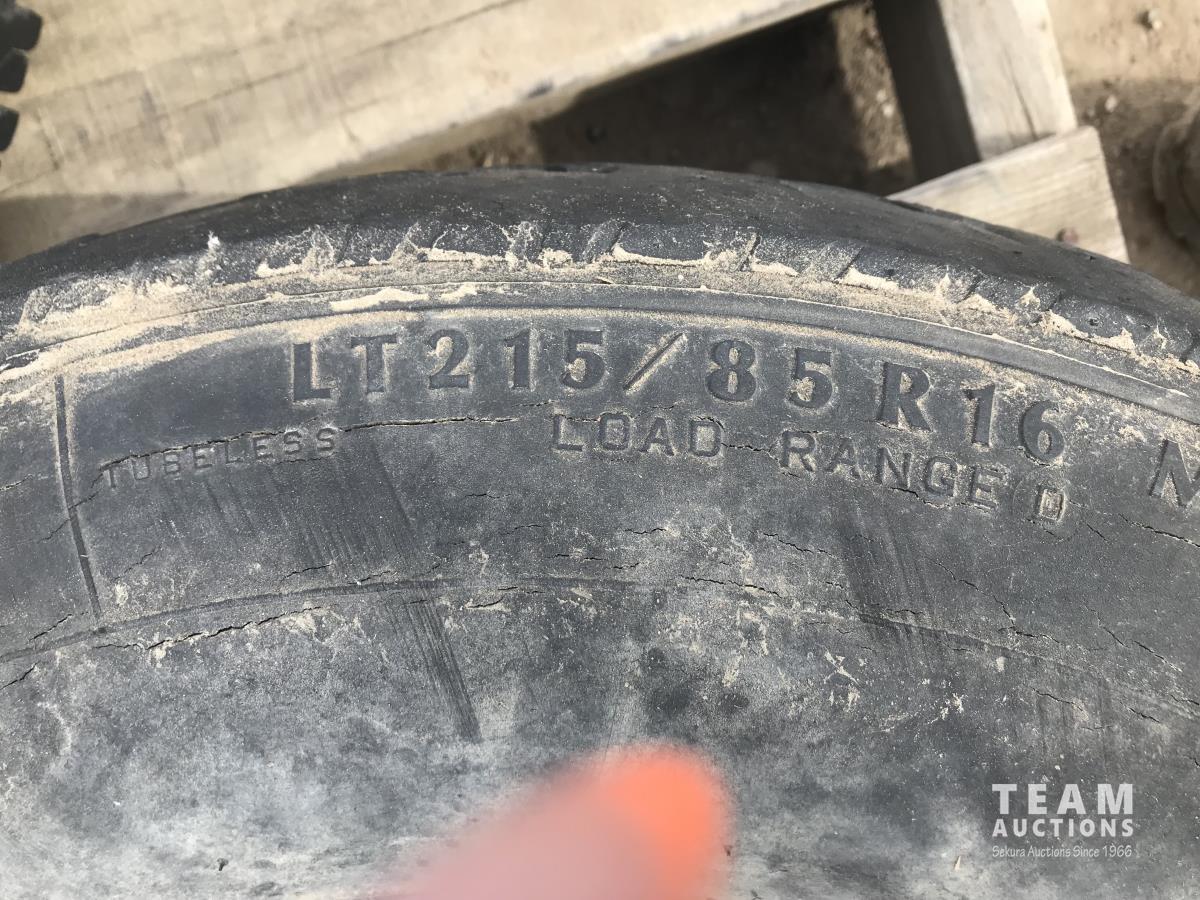 LT215/85R16 M
TUBELESS LOAD RANGE D
TEAM
AUCTIONS
Sekura Auctions Since 1966